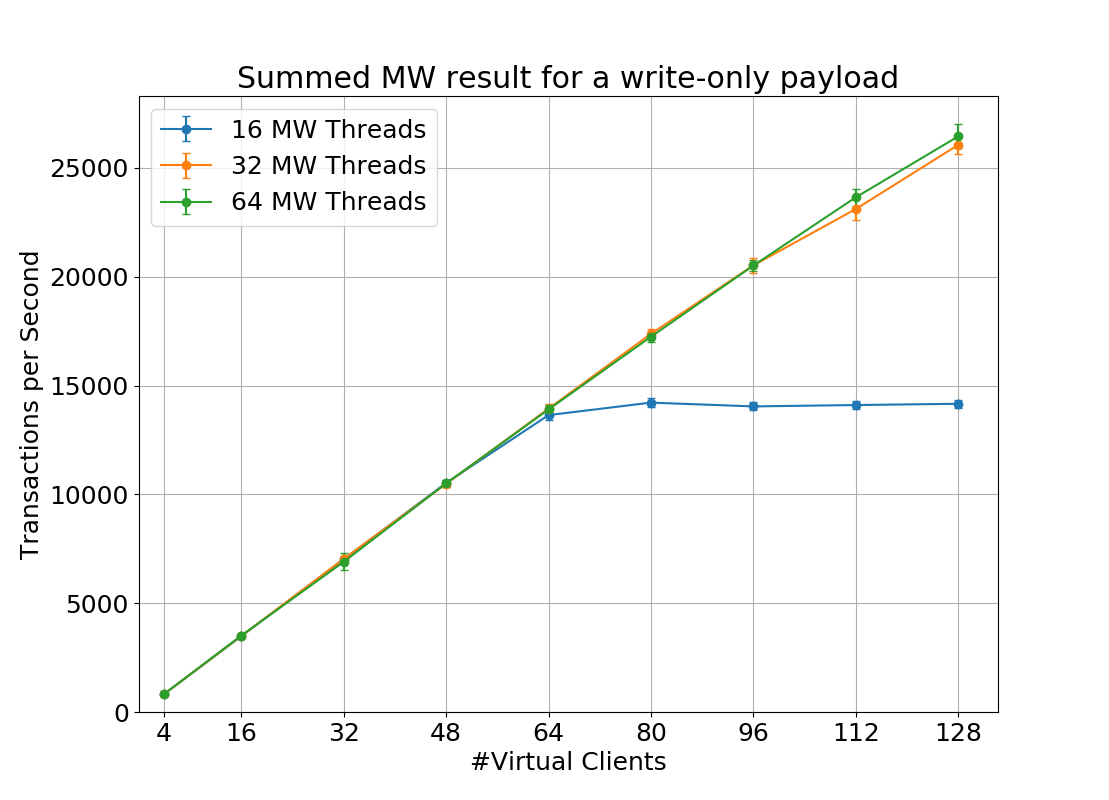 Summed MW result for a write-only payload
16 MW Threads
32 MW Threads
64 MW Threads
Transactions per Second
25000
20000
15000
10000
5000
0
4 16 32 48 64 80 96 112 128
#Virtual Clients